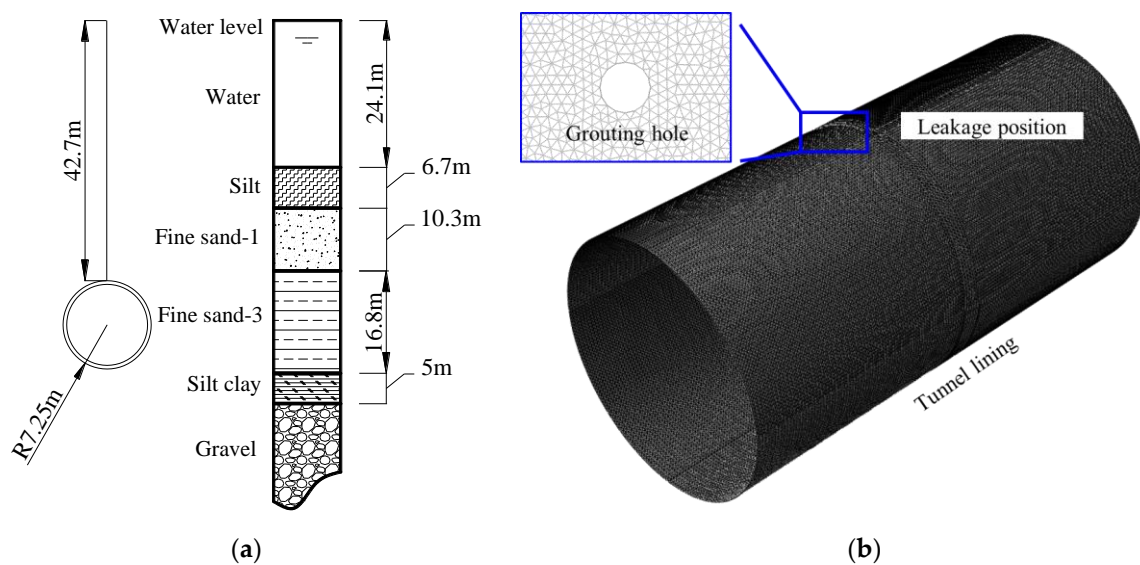 Water level
42.7m
Water
24.1m
Silt
6.7m
Fine sand-1
10.3m
Fine sand-3
16.8m
Silt clay
5m
R7.25m
Gravel
(a)
Grouting hole
Leakage position
Tunnel lining
(b)